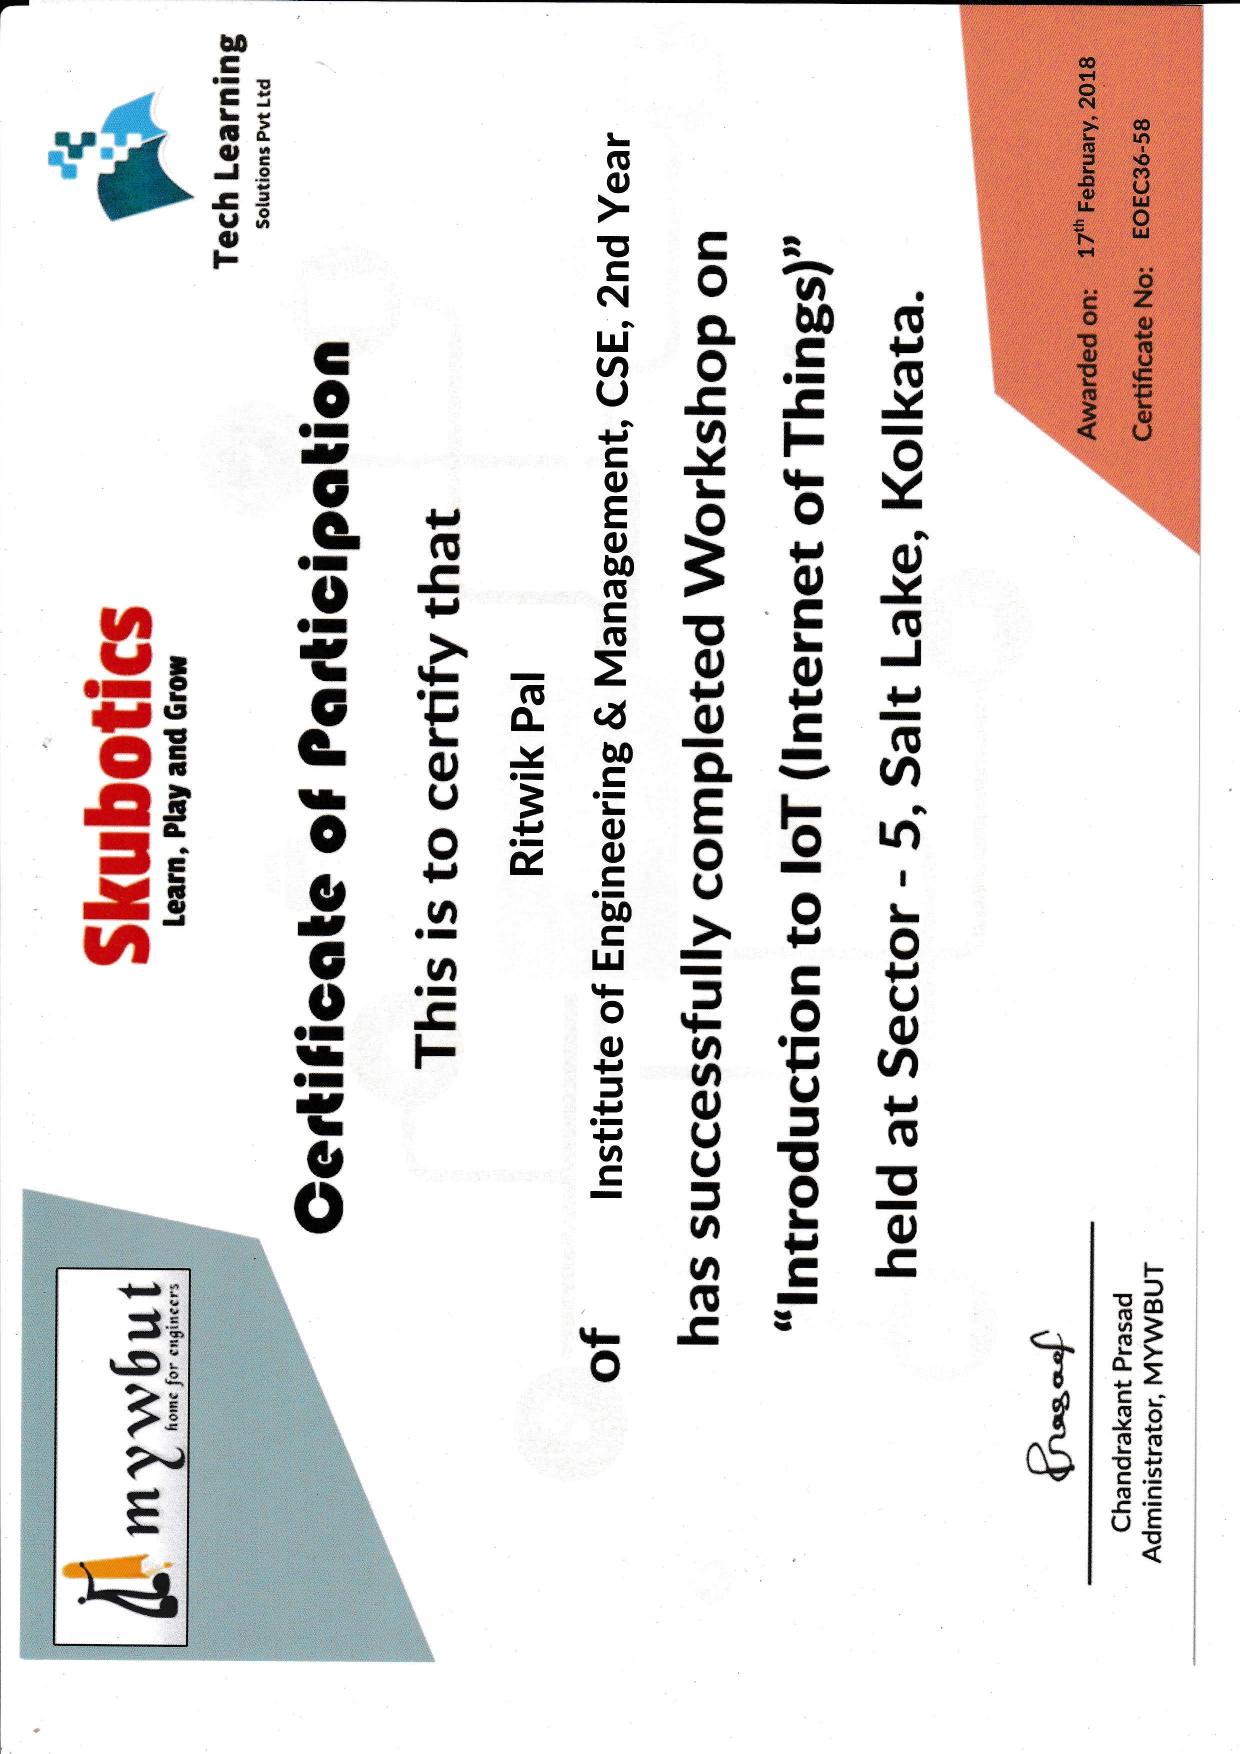 mywbut
home for engineers
Skubotics
Learn, Play and Grow
Tech Learning
Solutions Pvt Ltd
Certificate of Participation
This is to certify that
Ritwik Pal
of Institute of Engineering & Management, CSE, 2nd Year
has successfully completed Workshop on
“Introduction to IoT (Internet of Things)”
held at Sector - 5, Salt Lake, Kolkata.
Prasad
Chandrakant Prasad
Administrator, MYWBUT
Awarded on: 17th February, 2018
Certificate No: EOEC36-58